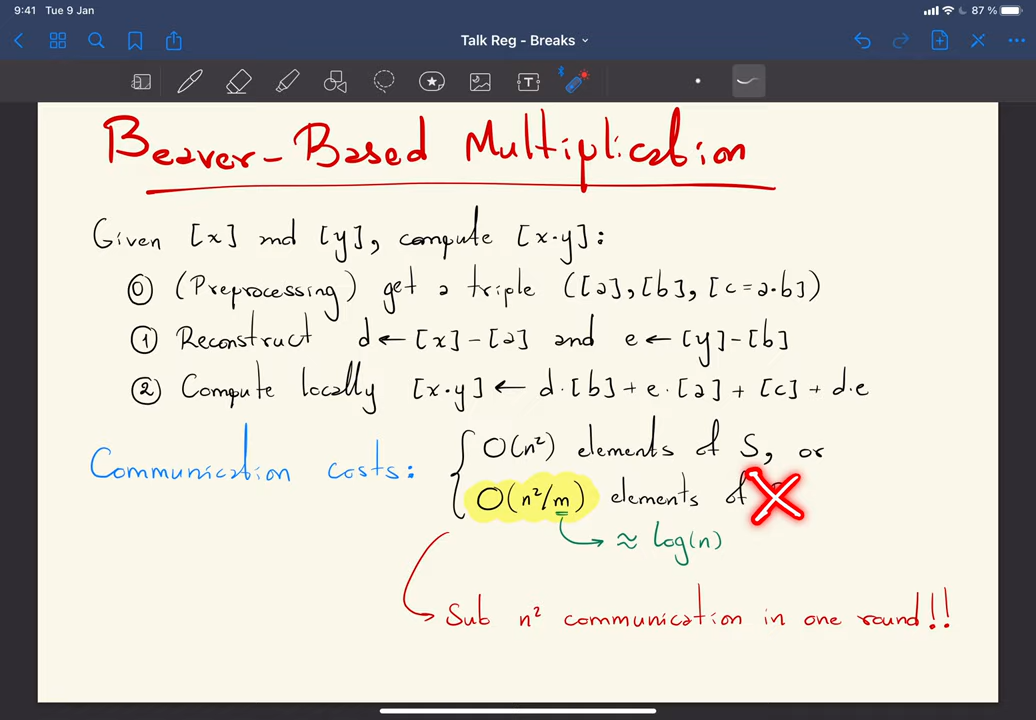 9:41 Tue 9 Jan 87 %
Talk Reg - Breaks
Beaver-Based Multiplication
Given [x] and [y], compute [x·y]:
⓪ (Preprocessing) get a triple ([a],[b],[c=a·b])
① Reconstruct d←[x]-[a] and e←[y]-[b]
② Compute locally [x·y] ← d·[b]+e·[a]+[c]+d·e
Communication costs: { O(n²) elements of S, or
O(n²/m) elements of
≈ log(n)
Sub n² communication in one round!!